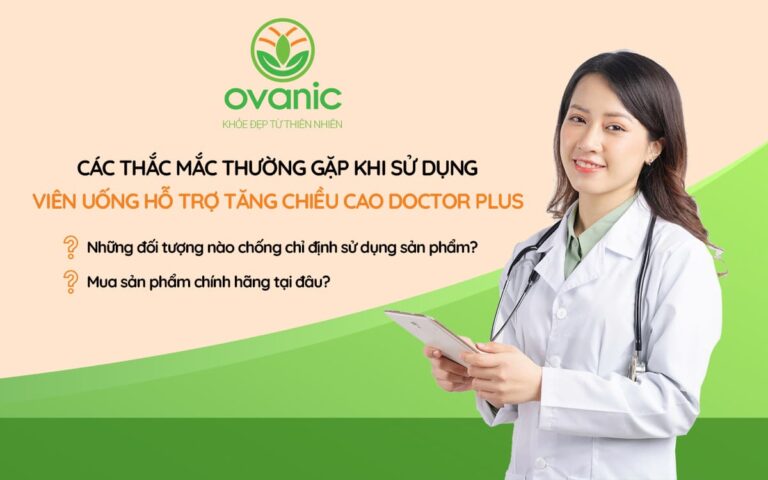 ovanic
KHỎE ĐẸP TỪ THIÊN NHIÊN
CÁC THẮC MẮC THƯỜNG GẶP KHI SỬ DỤNG
VIÊN UỐNG HỖ TRỢ TĂNG CHIỀU CAO DOCTOR PLUS
? Những đối tượng nào chống chỉ định sử dụng sản phẩm?
? Mua sản phẩm chính hãng tại đâu?